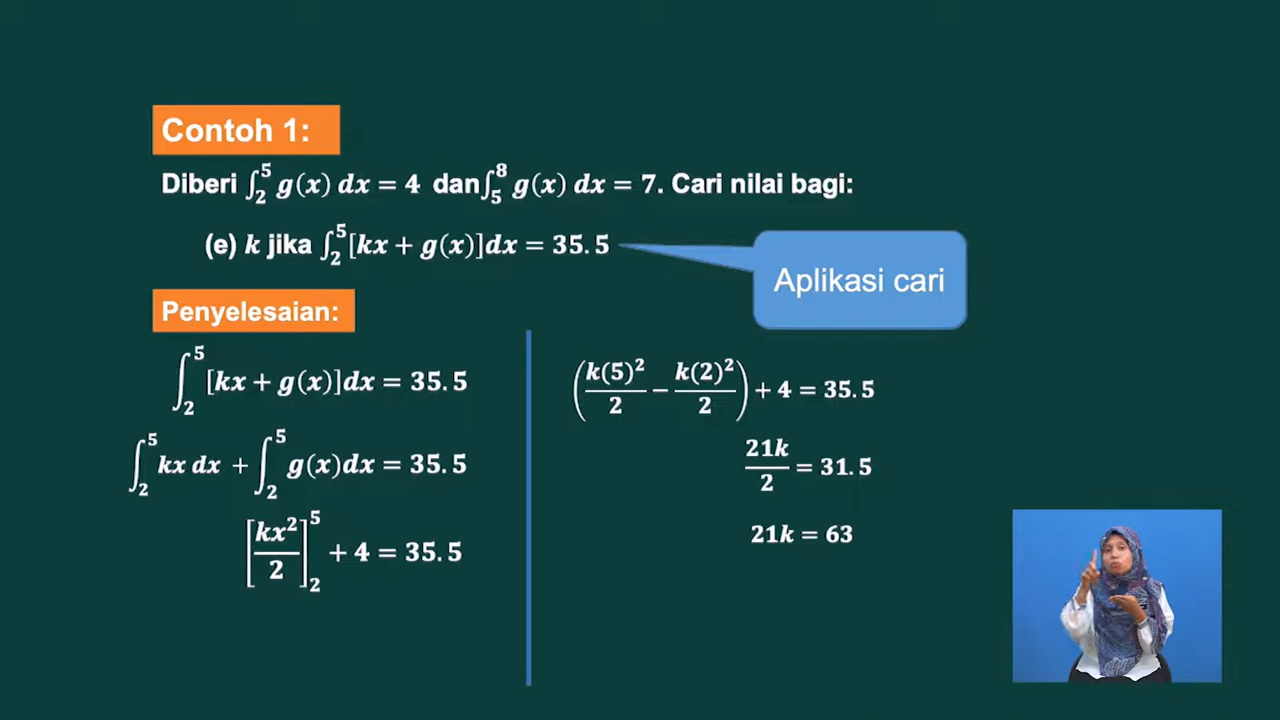 Contoh 1:
Diberi ∫₂⁵ g(x) dx = 4 dan ∫₅⁸ g(x) dx = 7. Cari nilai bagi:
(e) k jika ∫₂⁵ [kx + g(x)]dx = 35.5
Aplikasi cari
Penyelesaian:
∫₂⁵ [kx + g(x)]dx = 35.5
∫₂⁵ kx dx + ∫₂⁵ g(x)dx = 35.5
[kx²/2]₂⁵ + 4 = 35.5
(k(5)²/2 − k(2)²/2) + 4 = 35.5
21k/2 = 31.5
21k = 63